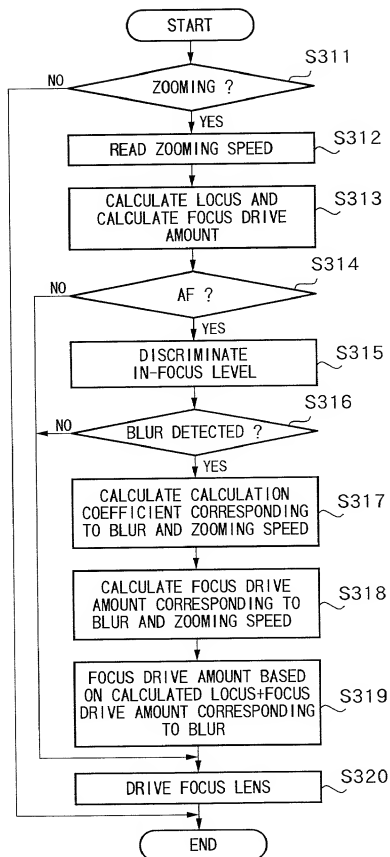 START
S311
NO
ZOOMING ?
YES
S312
READ ZOOMING SPEED
S313
CALCULATE LOCUS AND
CALCULATE FOCUS DRIVE
AMOUNT
S314
NO
AF ?
YES
S315
DISCRIMINATE
IN-FOCUS LEVEL
S316
NO
BLUR DETECTED ?
YES
S317
CALCULATE CALCULATION
COEFFICIENT CORRESPONDING
TO BLUR AND ZOOMING SPEED
S318
CALCULATE FOCUS DRIVE
AMOUNT CORRESPONDING TO
BLUR AND ZOOMING SPEED
S319
FOCUS DRIVE AMOUNT BASED
ON CALCULATED LOCUS+FOCUS
DRIVE AMOUNT CORRESPONDING
TO BLUR
S320
DRIVE FOCUS LENS
END